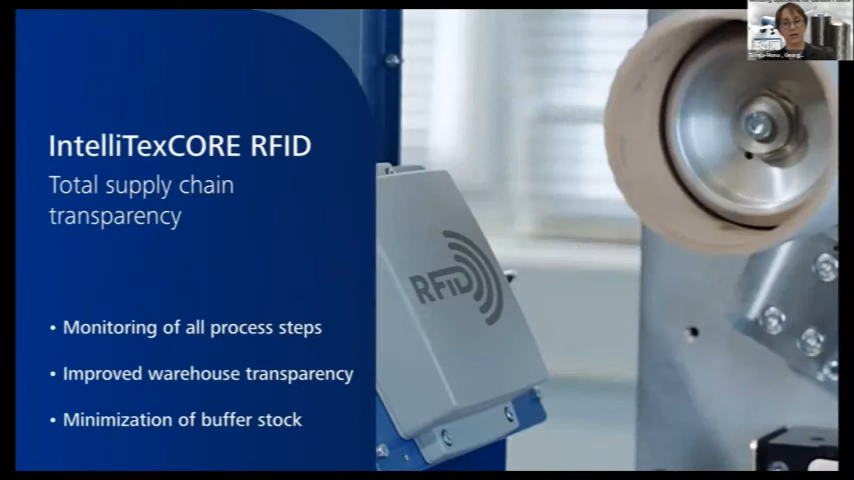 IntelliTexCORE RFID
Total supply chain
transparency
• Monitoring of all process steps
• Improved warehouse transparency
• Minimization of buffer stock
RFID